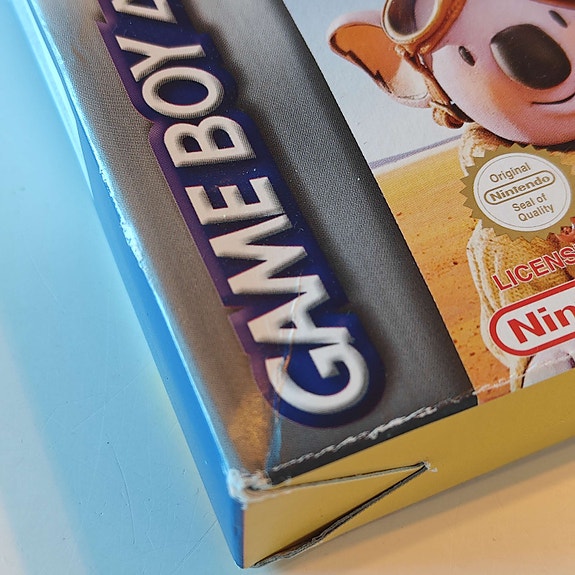 GAME BOY A
Original
Nintendo
Seal of
Quality
LICENS
Nin